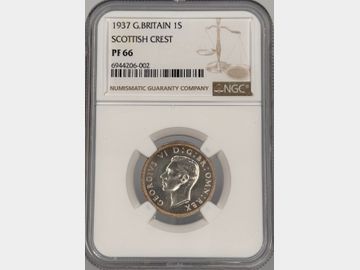 1937 G.BRITAIN 1S
SCOTTISH CREST
PF 66
6944206-002
NUMISMATIC GUARANTY COMPANY
NGC
GEORGIVS VI D:G:BR:OMN:REX